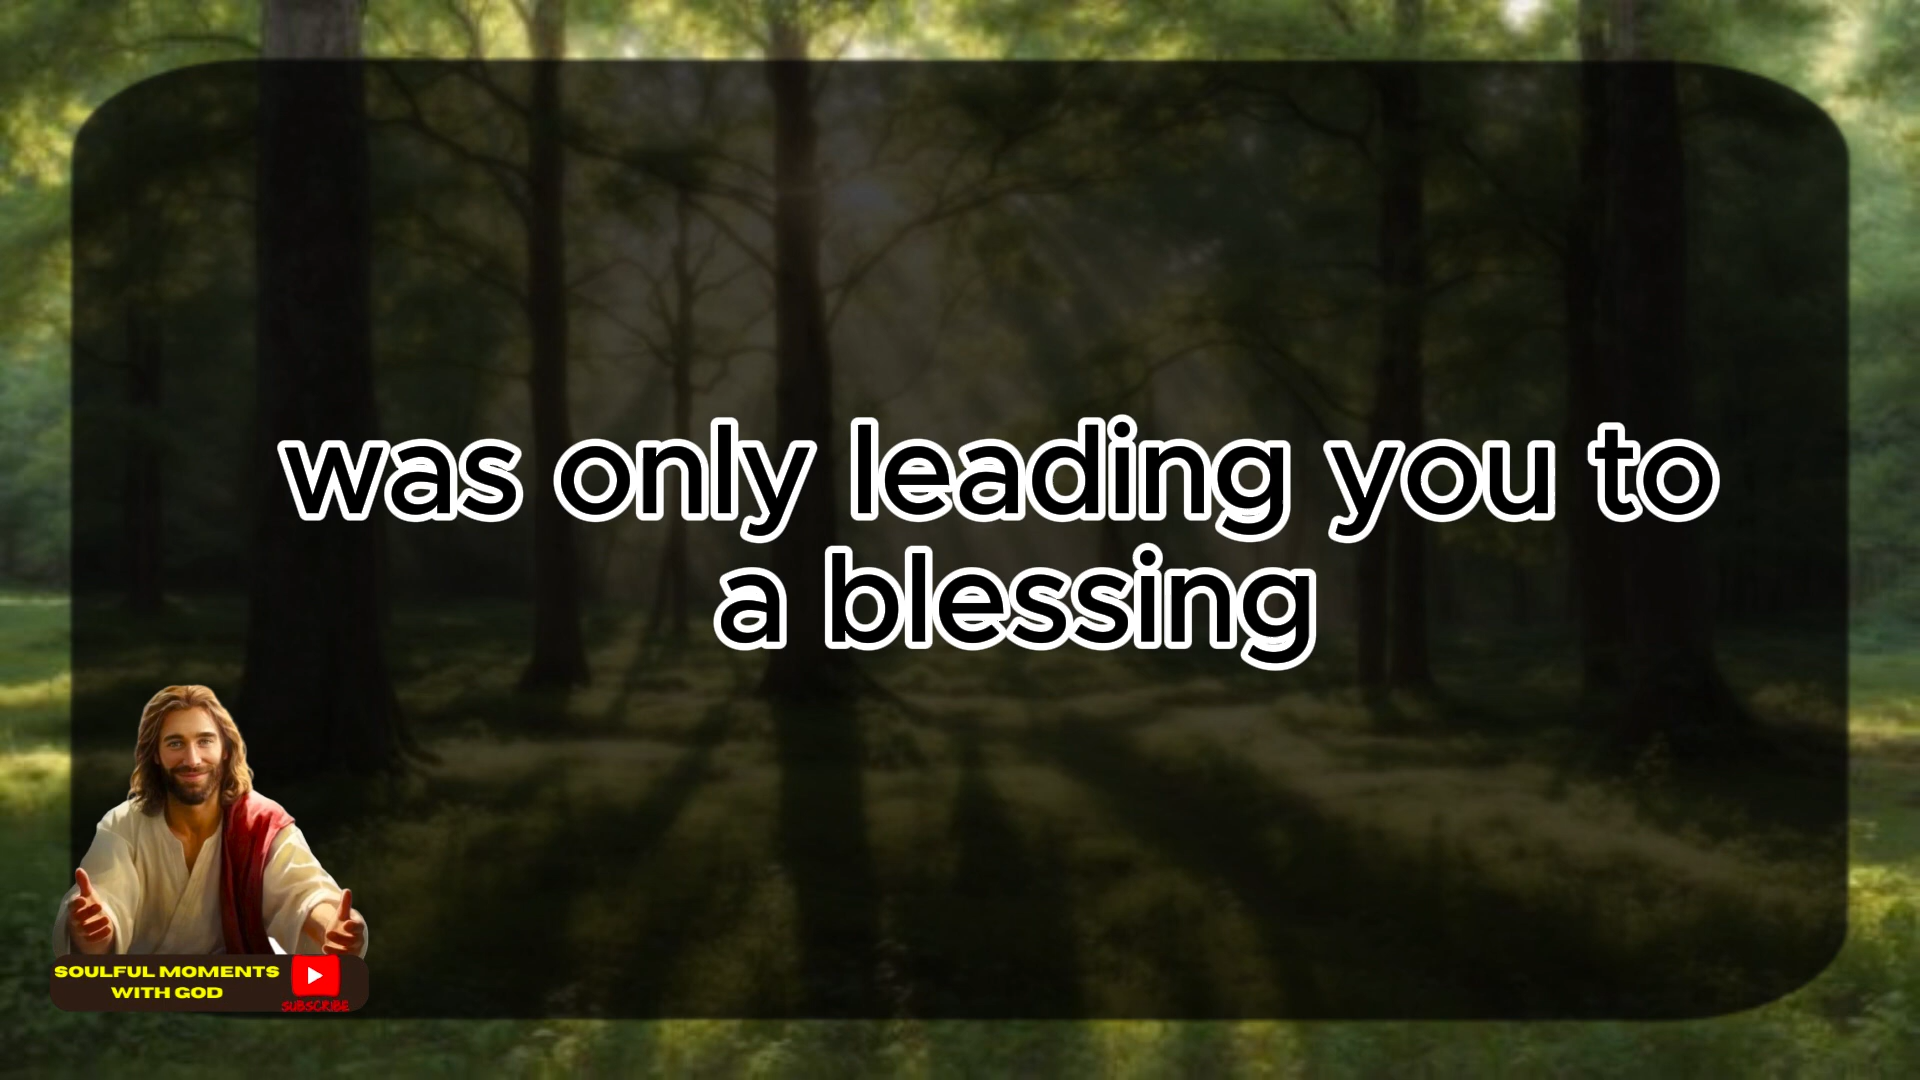 was only leading you to
a blessing
SOULFUL MOMENTS
WITH GOD
SUBSCRIBE